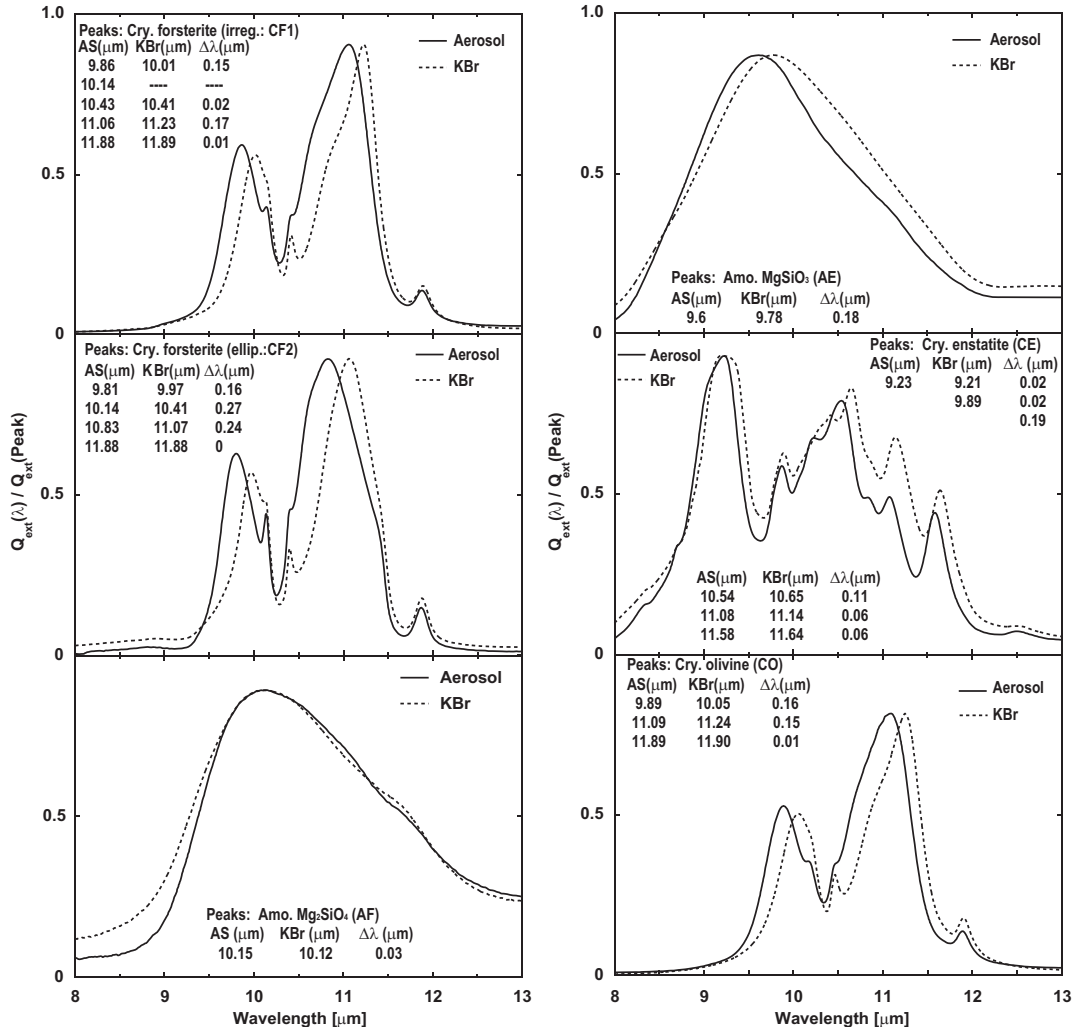 Peaks: Cry. forsterite (irreg.: CF1)
AS(μm) KBr(μm) Δλ(μm)
9.86 10.01 0.15
10.14 ---- ----
10.43 10.41 0.02
11.06 11.23 0.17
11.88 11.89 0.01
Aerosol
KBr
1.0
0.5
0
Peaks: Cry. forsterite (ellip.:CF2)
AS(μm) KBr(μm) Δλ(μm)
9.81 9.97 0.16
10.14 10.41 0.27
10.83 11.07 0.24
11.88 11.88 0
Aerosol
KBr
0.5
0
Q_ext(λ) / Q_ext(Peak)
Aerosol
KBr
0.5
0
Peaks: Amo. Mg₂SiO₄ (AF)
AS (μm) KBr (μm) Δλ (μm)
10.15 10.12 0.03
8 9 10 11 12 13
Wavelength [μm]
Aerosol
KBr
1.0
0.5
0
Peaks: Amo. MgSiO₃ (AE)
AS(μm) KBr(μm) Δλ(μm)
9.6 9.78 0.18
Aerosol
KBr
Peaks: Cry. enstatite (CE)
AS(μm) KBr(μm) Δλ(μm)
9.23 9.21 0.02
9.89 0.02
0.19
0.5
0
AS(μm) KBr(μm) Δλ(μm)
10.54 10.65 0.11
11.08 11.14 0.06
11.58 11.64 0.06
Q_ext(λ) / Q_ext(Peak)
Peaks: Cry. olivine (CO)
AS(μm) KBr(μm) Δλ(μm)
9.89 10.05 0.16
11.09 11.24 0.15
11.89 11.90 0.01
Aerosol
KBr
0.5
0
8 9 10 11 12 13
Wavelength [μm]